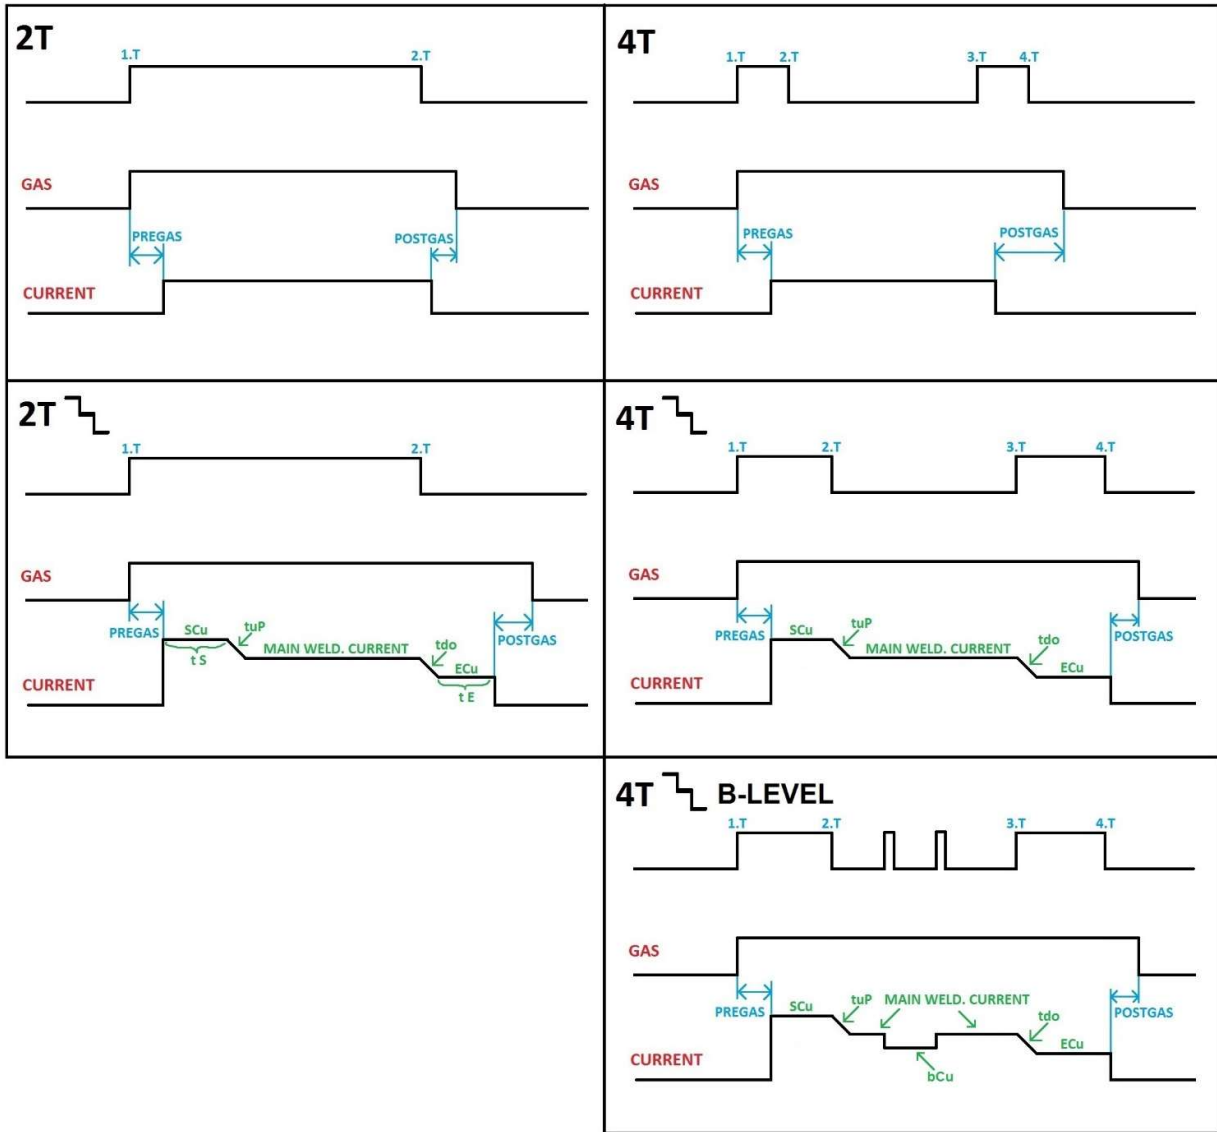 2T
1.T 2.T
GAS
PREGAS POSTGAS
CURRENT
4T
1.T 2.T 3.T 4.T
GAS
PREGAS POSTGAS
CURRENT
2T
1.T 2.T
GAS
PREGAS SCu tuP MAIN WELD. CURRENT tdo POSTGAS
t S ECu
CURRENT t E
4T
1.T 2.T 3.T 4.T
GAS
PREGAS SCu tuP MAIN WELD. CURRENT tdo POSTGAS
CURRENT ECu
4T B-LEVEL
1.T 2.T 3.T 4.T
GAS
PREGAS SCu tuP MAIN WELD. CURRENT tdo POSTGAS
CURRENT ECu
bCu